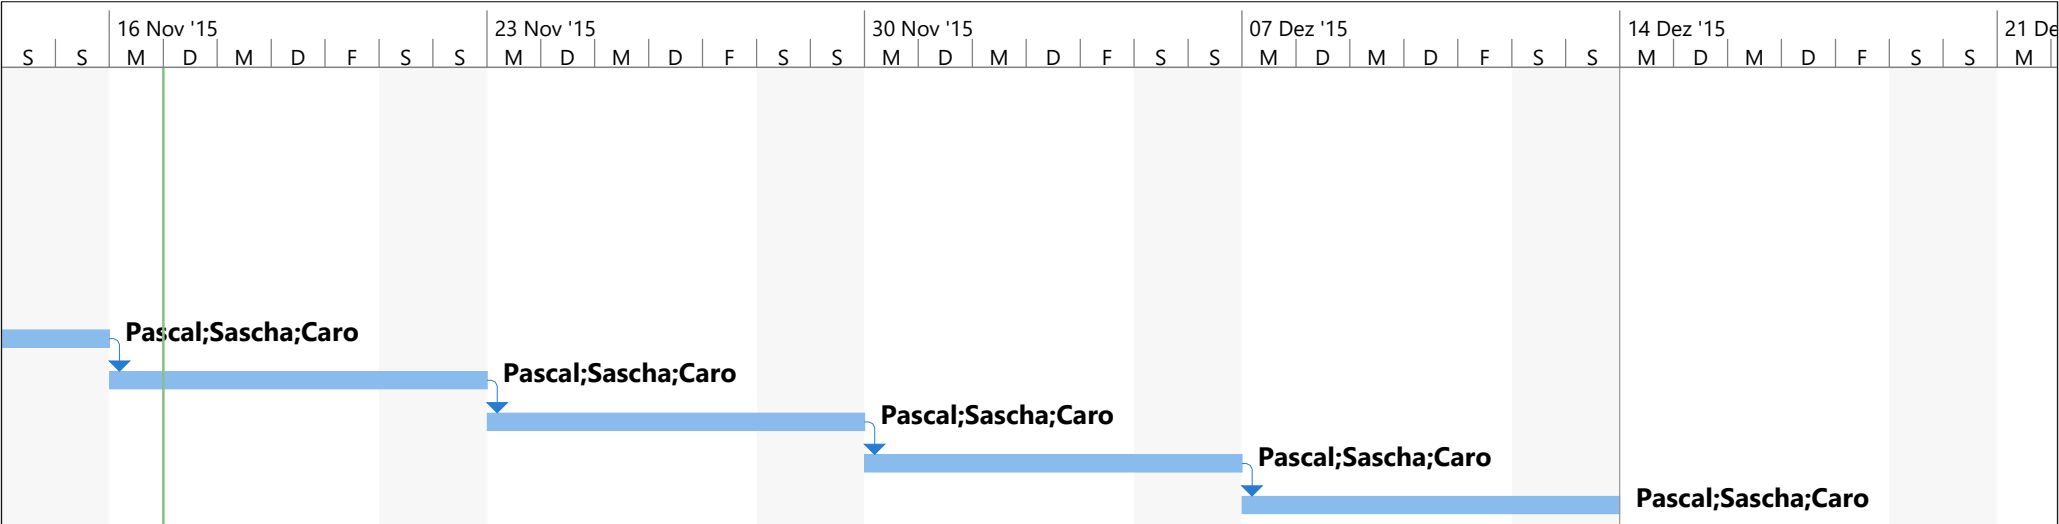 16 Nov '15 23 Nov '15 30 Nov '15 07 Dez '15 14 Dez '15 21 De
S S M D M D F S S M D M D F S S M D M D F S S M D M D F S S M D M D F S S M
Pascal;Sascha;Caro
Pascal;Sascha;Caro
Pascal;Sascha;Caro
Pascal;Sascha;Caro
Pascal;Sascha;Caro